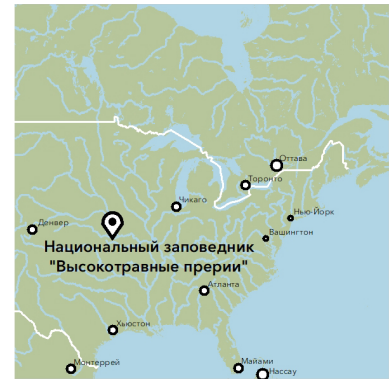 Оттава
Торонто
Чикаго
Нью-Йорк
Денвер
Вашингтон
Национальный заповедник
"Высокотравные прерии"
Атланта
Хьюстон
Монтеррей
Майами
Нассау